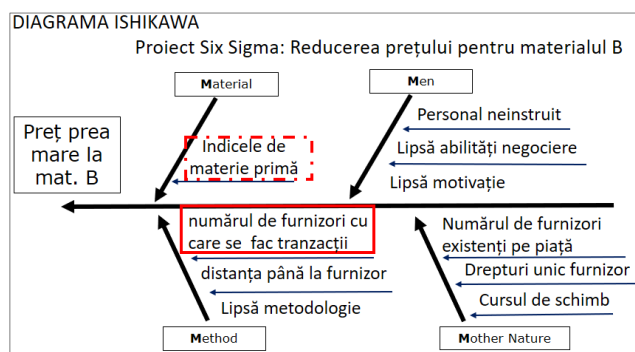 DIAGRAMA ISHIKAWA
Proiect Six Sigma: Reducerea prețului pentru materialul B
Material
Men
Preț prea
mare la
mat. B
Indicele de
materie primă
Personal neinstruit
Lipsă abilități negociere
Lipsă motivație
numărul de furnizori cu
care se fac tranzacții
distanța până la furnizor
Lipsă metodologie
Numărul de furnizori
existenți pe piață
Drepturi unic furnizor
Cursul de schimb
Method
Mother Nature